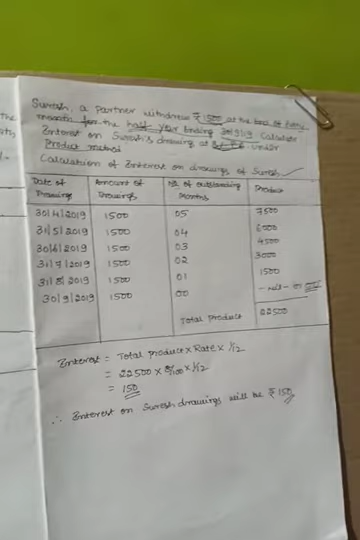 Suresh, a Partner withdrew ₹1500 at the end of Every
month for the half Year Ending 30/9/19 Calculate
Interest on Suresh's drawing at under
Product method
Calculation of Interest on drawings of Suresh
Date of Drawings Amount of Drawings No. of outstanding Months Product
30/4/2019 1500 05 7500
31/5/2019 1500 04 6000
30/6/2019 1500 03 4500
31/7/2019 1500 02 3000
31/8/2019 1500 01 1500
30/9/2019 1500 00 -null-
Total Product 22500
Interest = Total Product x Rate x 1/12
= 22500 x 8/100 x 1/12
= 150
∴ Interest on Suresh drawings will be ₹150